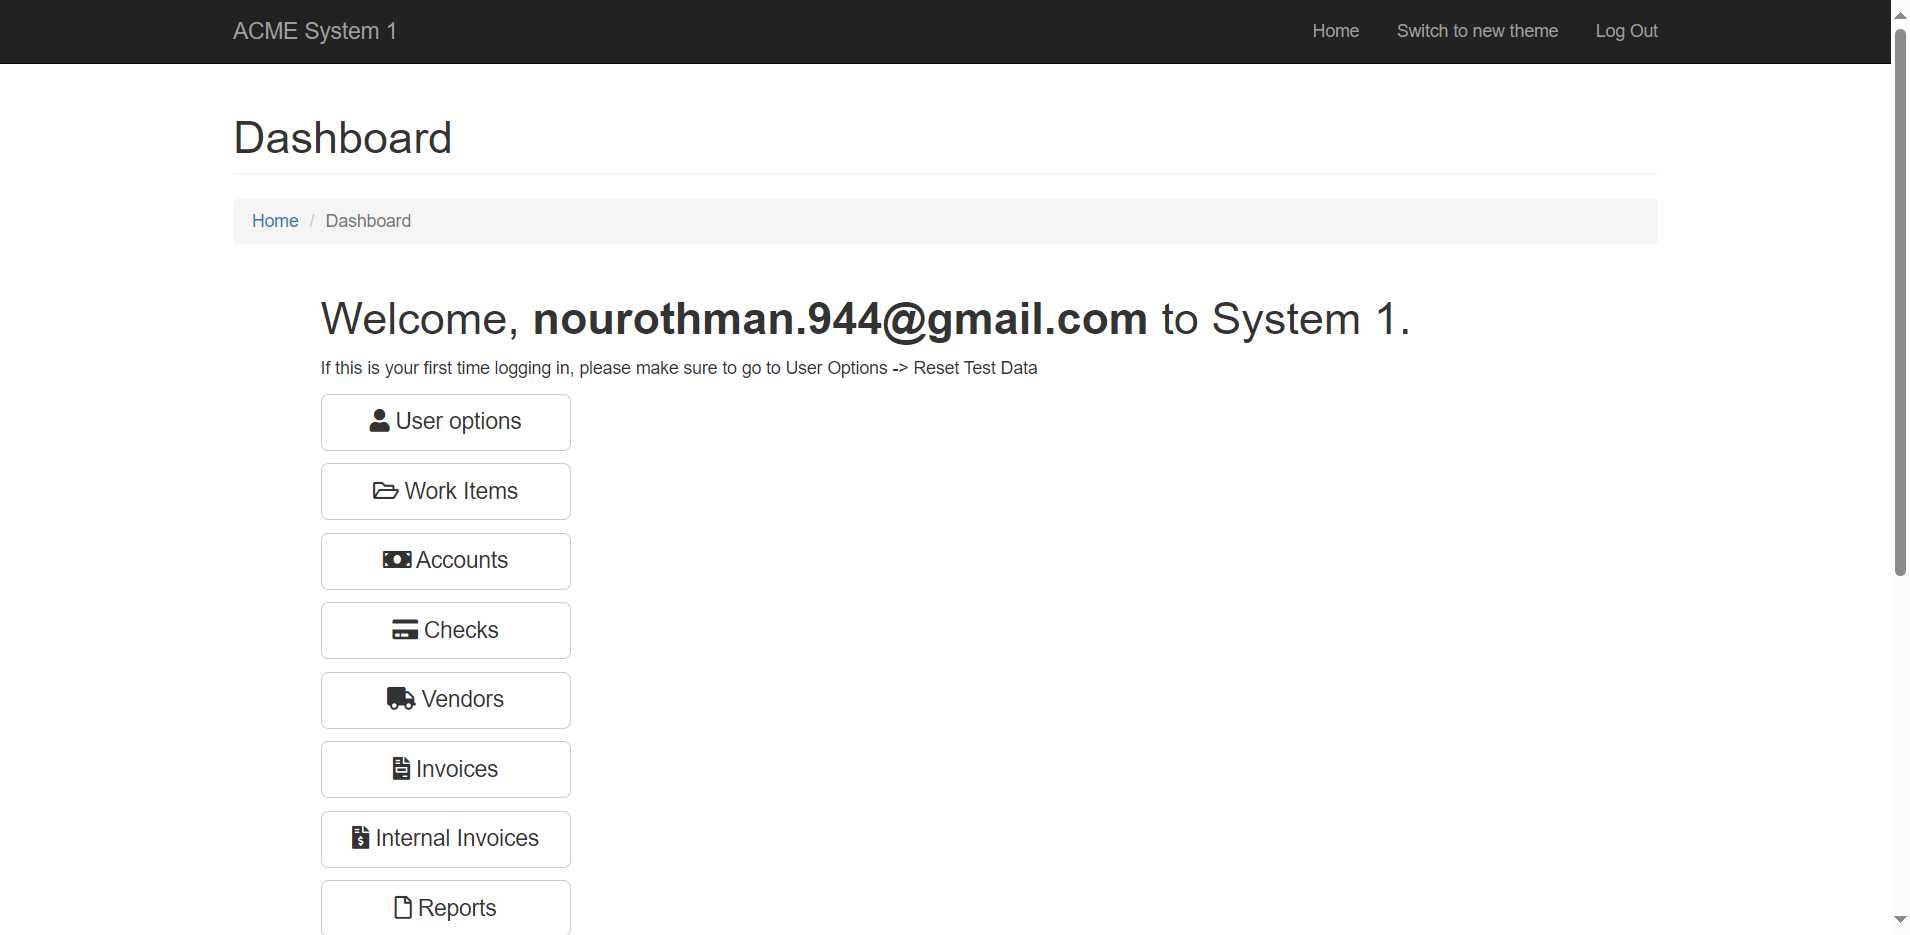 ACME System 1
Home
Switch to new theme
Log Out
Dashboard
Home / Dashboard
Welcome, nourothman.944@gmail.com to System 1.
If this is your first time logging in, please make sure to go to User Options -> Reset Test Data
User options
Work Items
Accounts
Checks
Vendors
Invoices
Internal Invoices
Reports